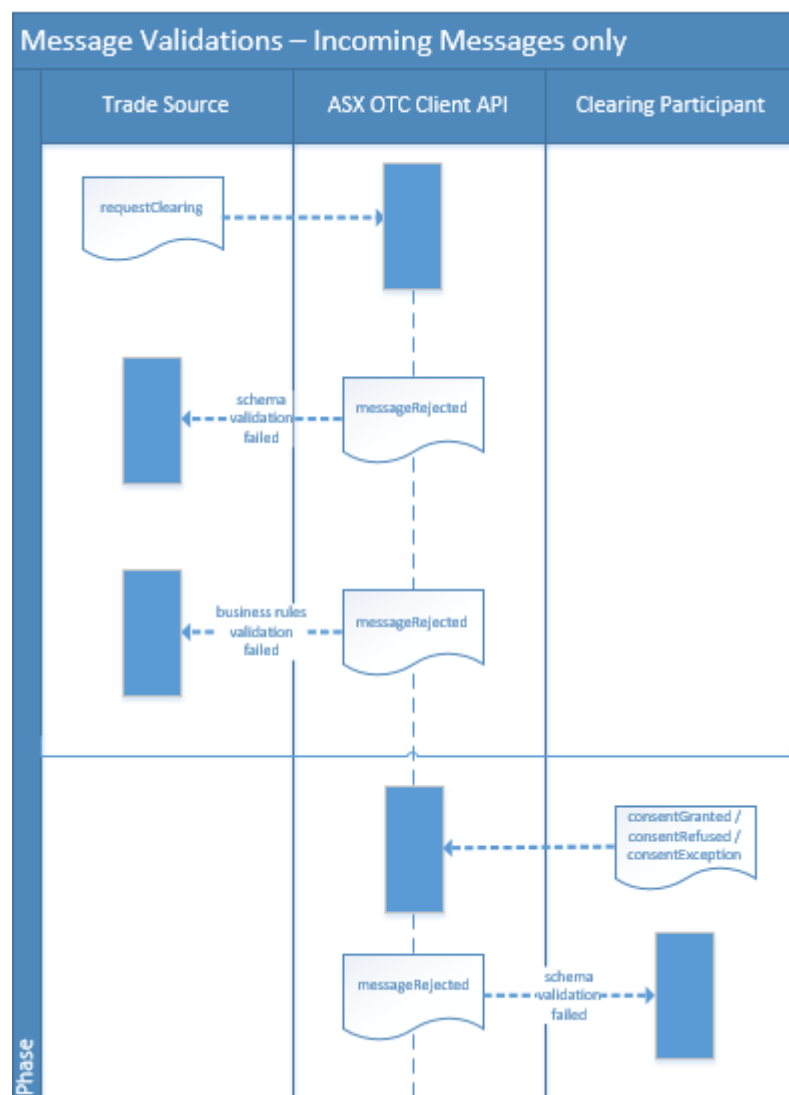 Message Validations – Incoming Messages only
Trade Source
ASX OTC Client API
Clearing Participant
requestClearing
schema
validation
failed
messageRejected
business rules
validation
failed
messageRejected
consentGranted /
consentRefused /
consentException
messageRejected
schema
validation
failed
Phase